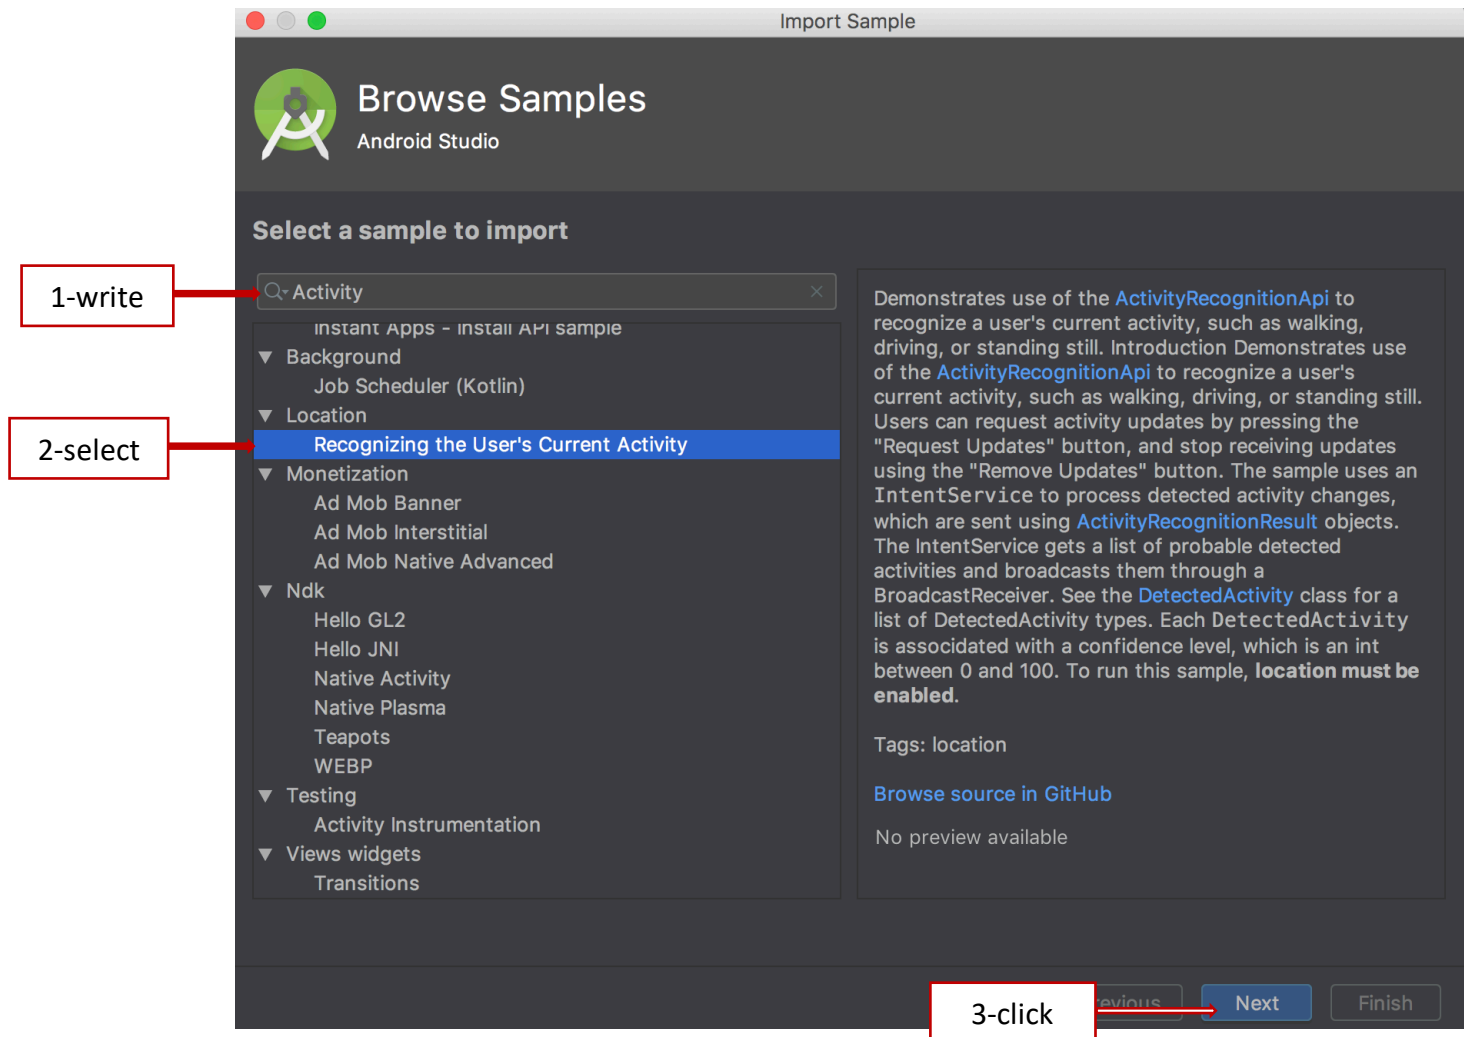 Import Sample
Browse Samples
Android Studio
Select a sample to import
1-write
Activity
Instant Apps - Install API sample
Background
Job Scheduler (Kotlin)
Location
2-select
Recognizing the User's Current Activity
Monetization
Ad Mob Banner
Ad Mob Interstitial
Ad Mob Native Advanced
Ndk
Hello GL2
Hello JNI
Native Activity
Native Plasma
Teapots
WEBP
Testing
Activity Instrumentation
Views widgets
Transitions
Demonstrates use of the ActivityRecognitionApi to
recognize a user's current activity, such as walking,
driving, or standing still. Introduction Demonstrates use
of the ActivityRecognitionApi to recognize a user's
current activity, such as walking, driving, or standing still.
Users can request activity updates by pressing the
"Request Updates" button, and stop receiving updates
using the "Remove Updates" button. The sample uses an
IntentService to process detected activity changes,
which are sent using ActivityRecognitionResult objects.
The IntentService gets a list of probable detected
activities and broadcasts them through a
BroadcastReceiver. See the DetectedActivity class for a
list of DetectedActivity types. Each DetectedActivity
is associdated with a confidence level, which is an int
between 0 and 100. To run this sample, location must be
enabled.
Tags: location
Browse source in GitHub
No preview available
3-click
evious
Next
Finish